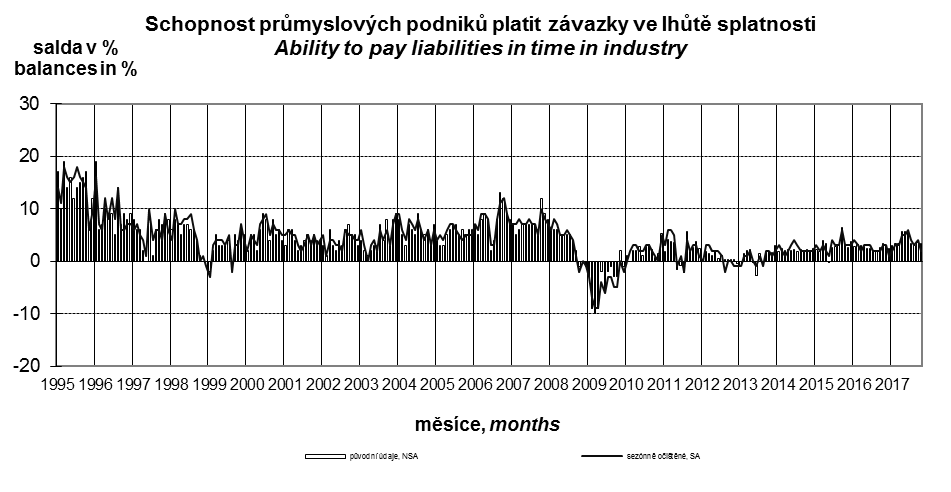 Schopnost průmyslových podniků platit závazky ve lhůtě splatnosti
Ability to pay liabilities in time in industry
salda v %
balances in %
30
20
10
0
-10
-20
1995 1996 1997 1998 1999 2000 2001 2002 2003 2004 2005 2006 2007 2008 2009 2010 2011 2012 2013 2014 2015 2016 2017
měsíce, months
původní údaje, NSA
sezónně očištěné, SA